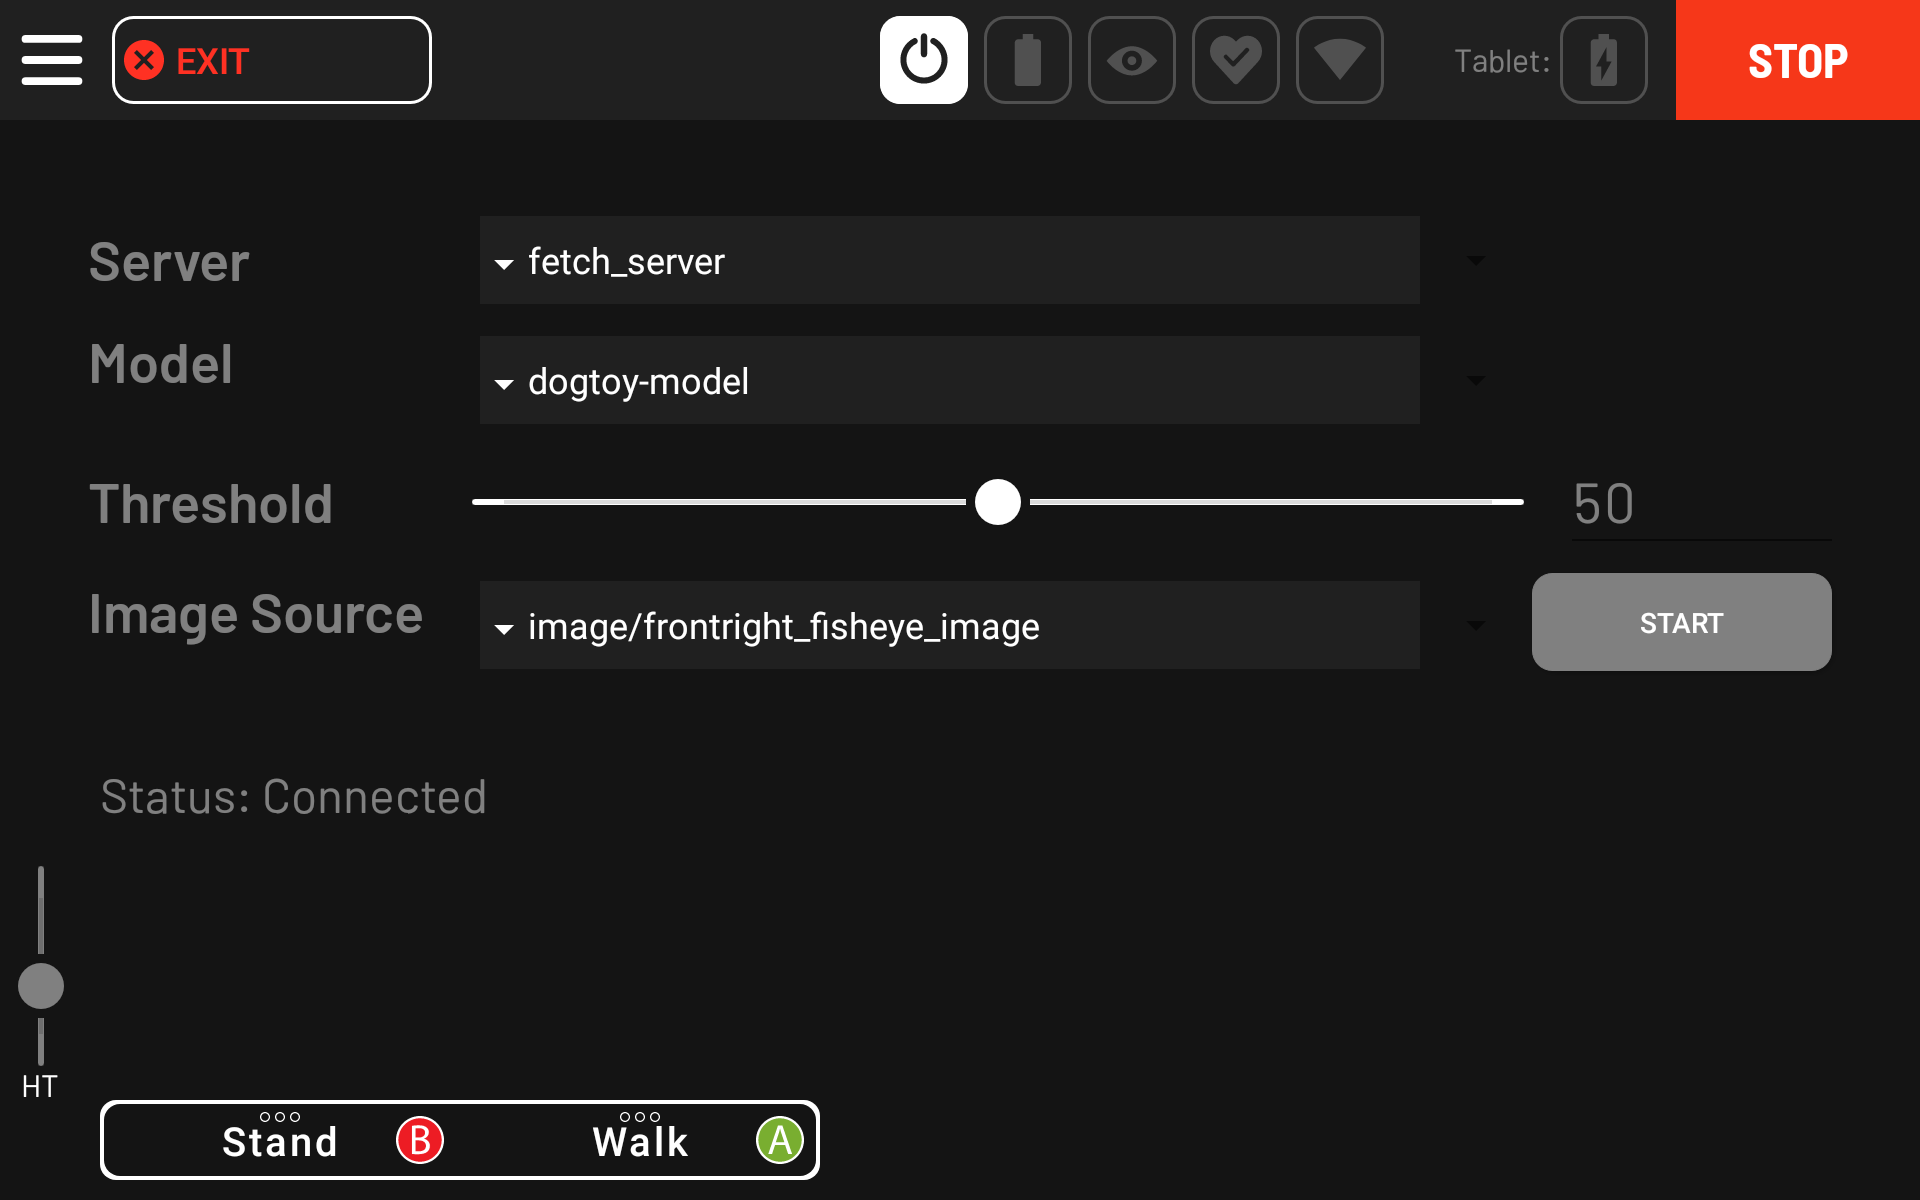 EXIT
Tablet:
STOP
Server
fetch_server
Model
dogtoy-model
Threshold
50
Image Source
image/frontright_fisheye_image
START
Status: Connected
HT
Stand B Walk A